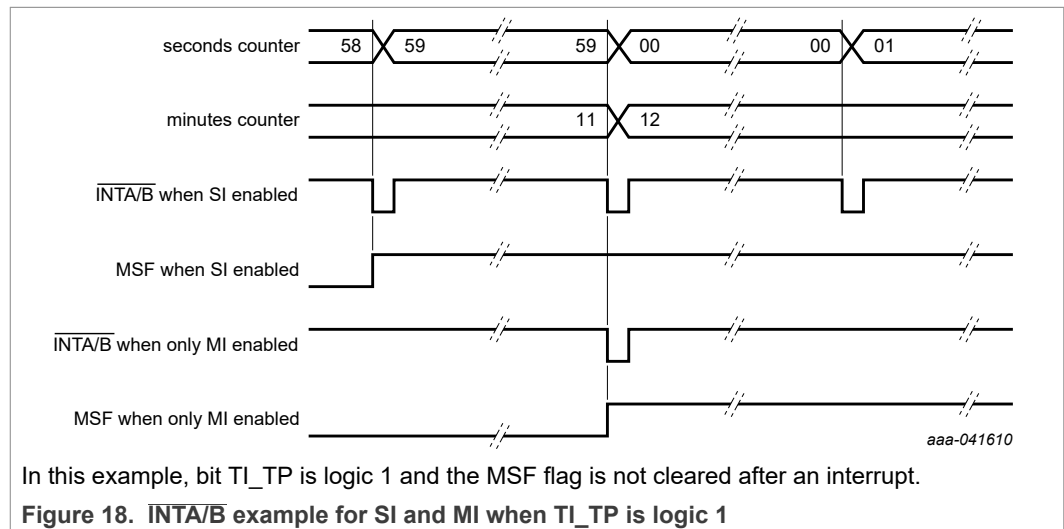 seconds counter 58 59 59 00 00 01
minutes counter 11 12
INTA/B when SI enabled
MSF when SI enabled
INTA/B when only MI enabled
MSF when only MI enabled
aaa-041610
In this example, bit TI_TP is logic 1 and the MSF flag is not cleared after an interrupt.
Figure 18. INTA/B example for SI and MI when TI_TP is logic 1